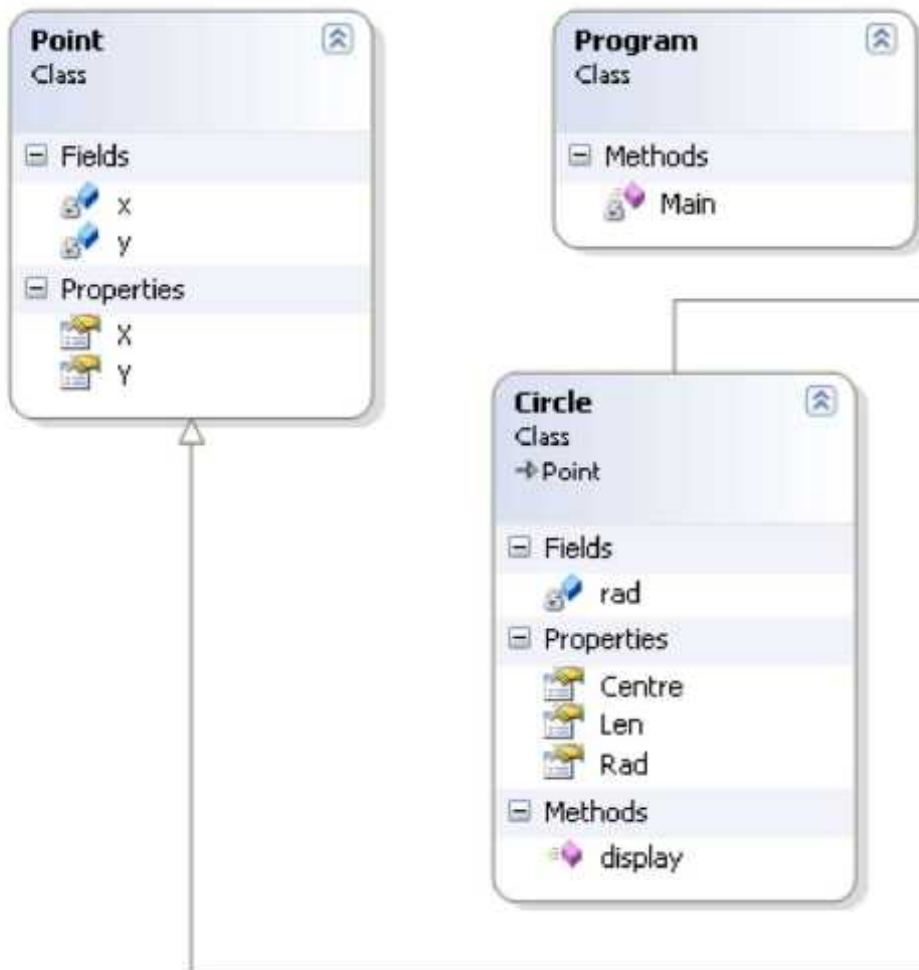 Point
Class
Fields
x
y
Properties
X
Y
Program
Class
Methods
Main
Circle
Class
Point
Fields
rad
Properties
Centre
Len
Rad
Methods
display